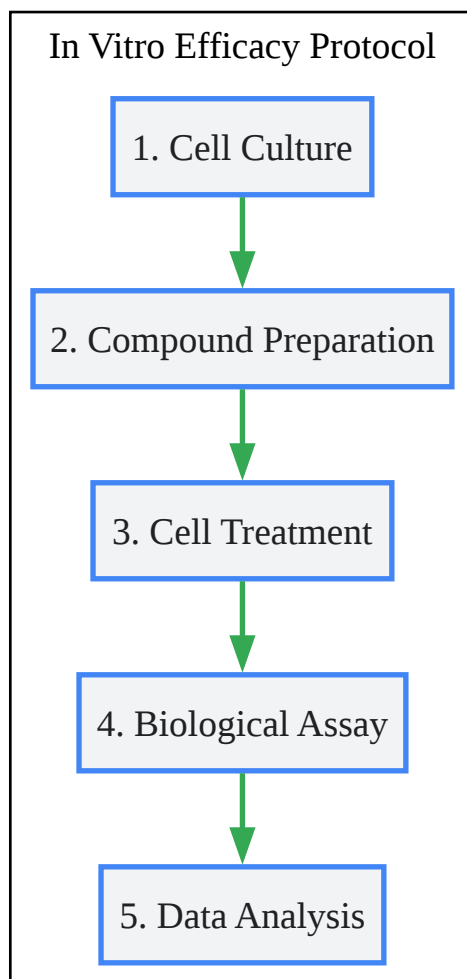 In Vitro Efficacy Protocol
1. Cell Culture
2. Compound Preparation
3. Cell Treatment
4. Biological Assay
5. Data Analysis